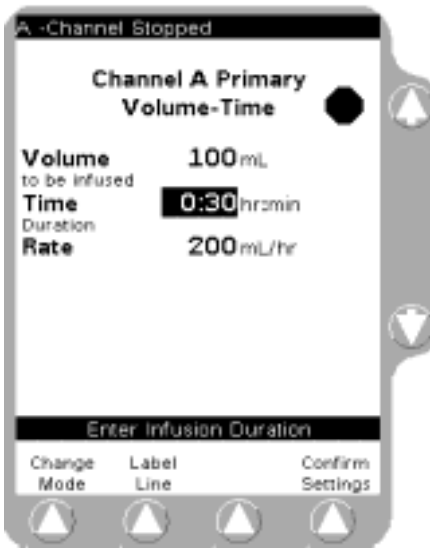 A -Channel Stopped
Channel A Primary
Volume-Time
Volume 100 mL
to be infused
Time 0:30 hr:min
Duration
Rate 200 mL/hr
Enter Infusion Duration
Change Label Confirm
Mode Line Settings